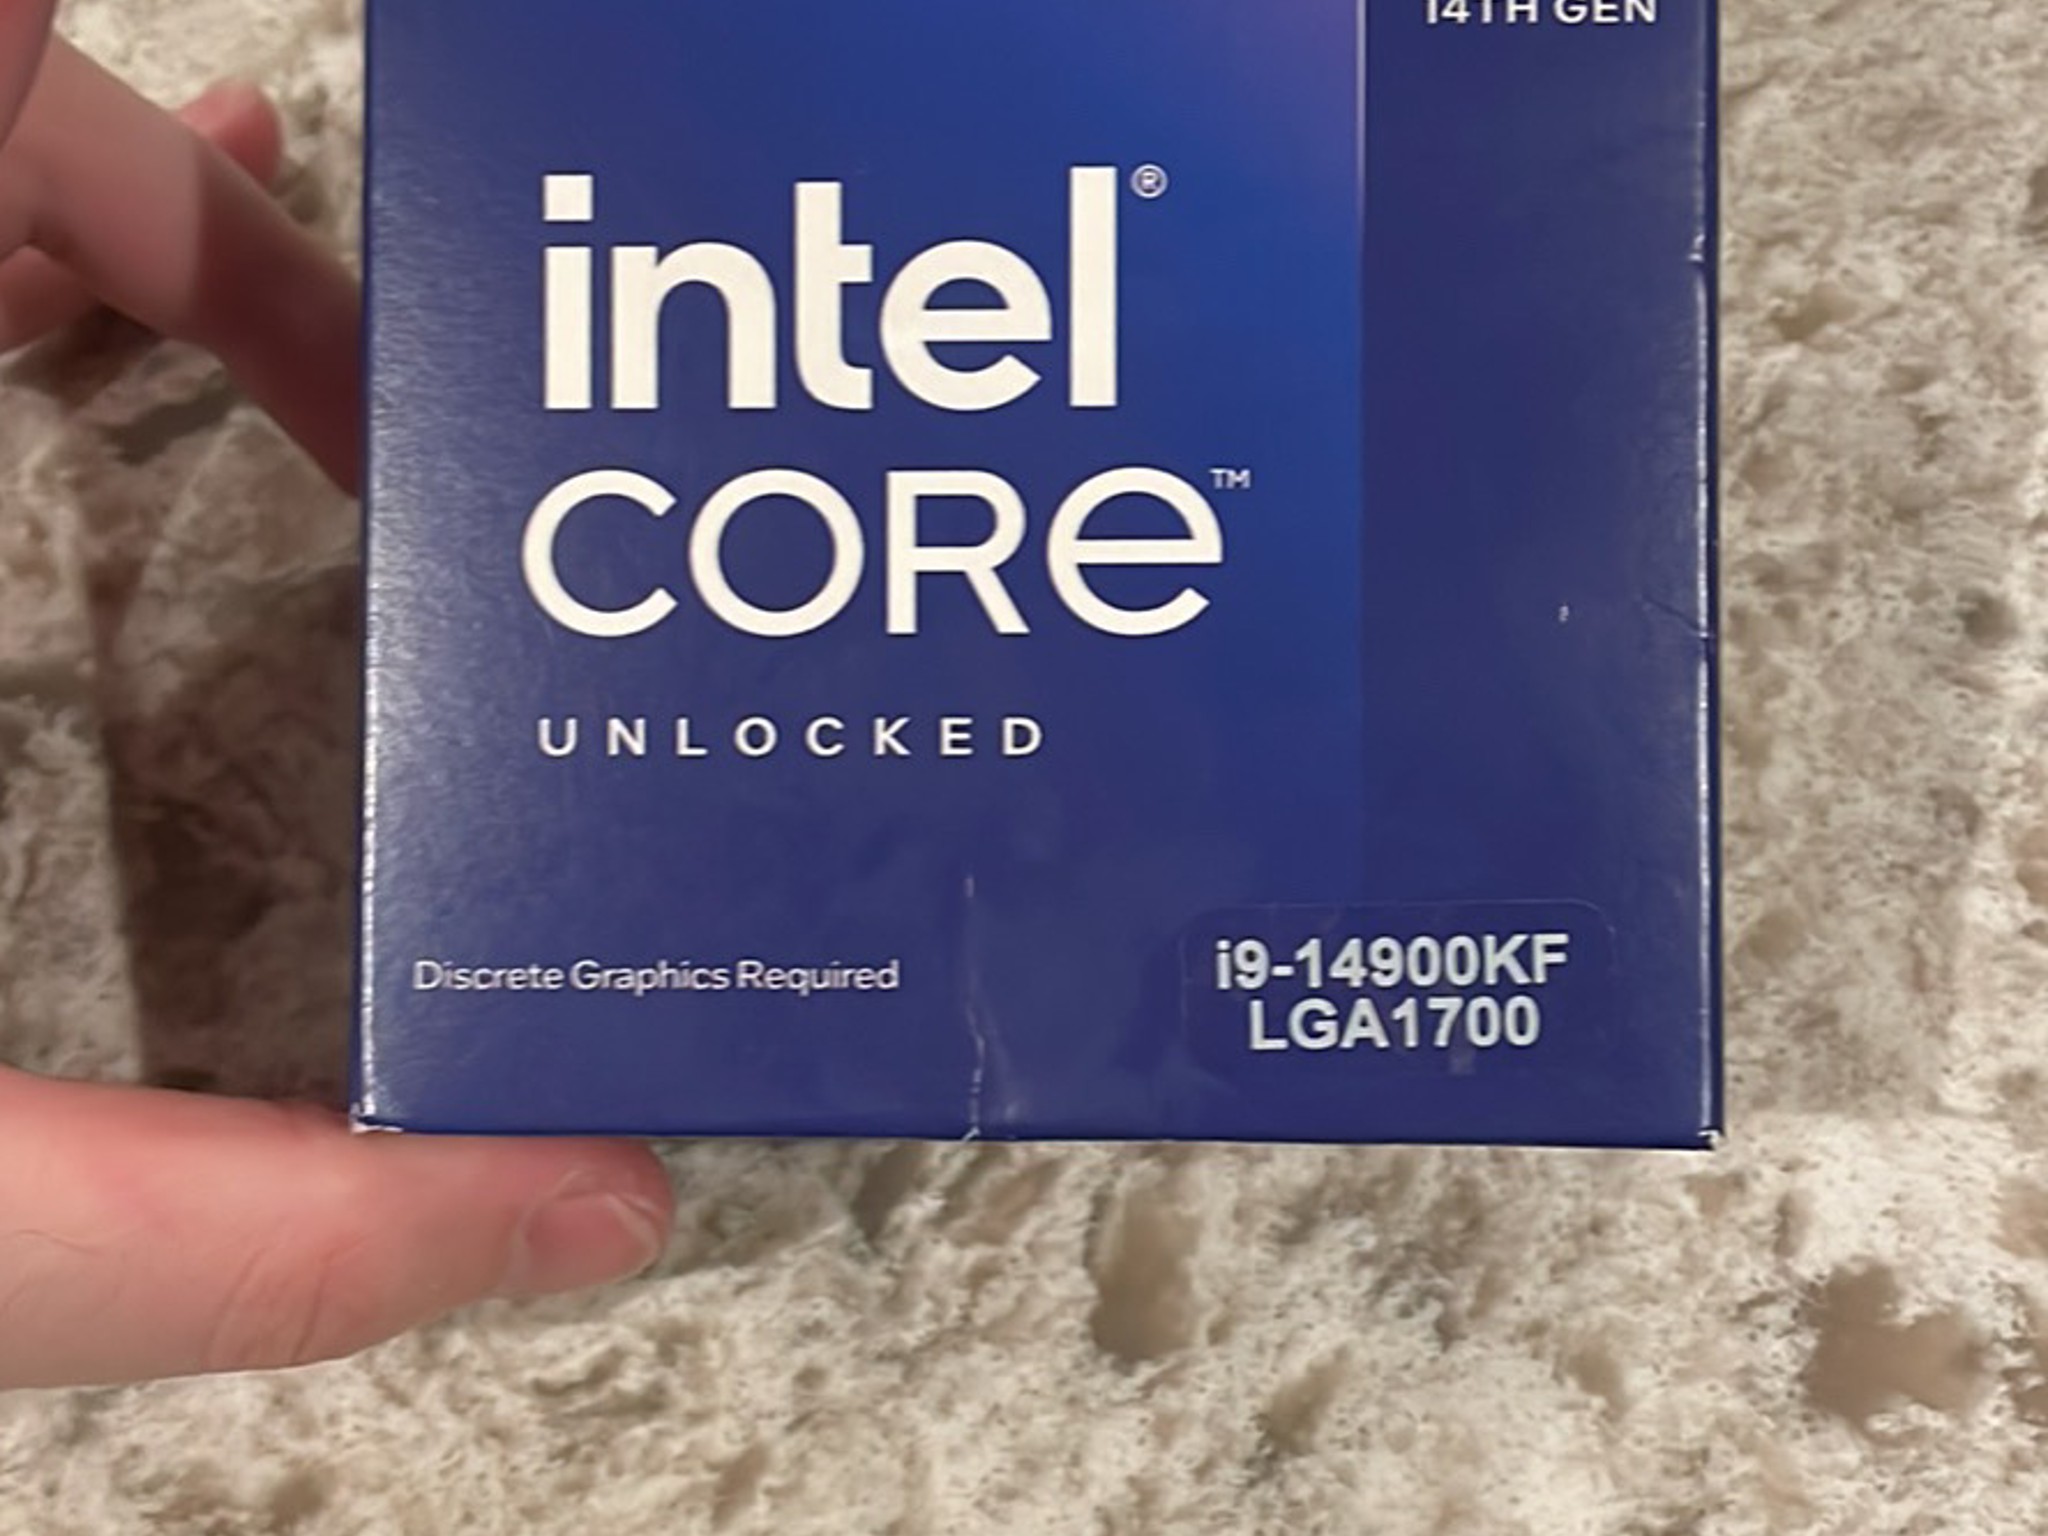 14TH GEN
intel®
CORE™
UNLOCKED
Discrete Graphics Required
i9-14900KF
LGA1700